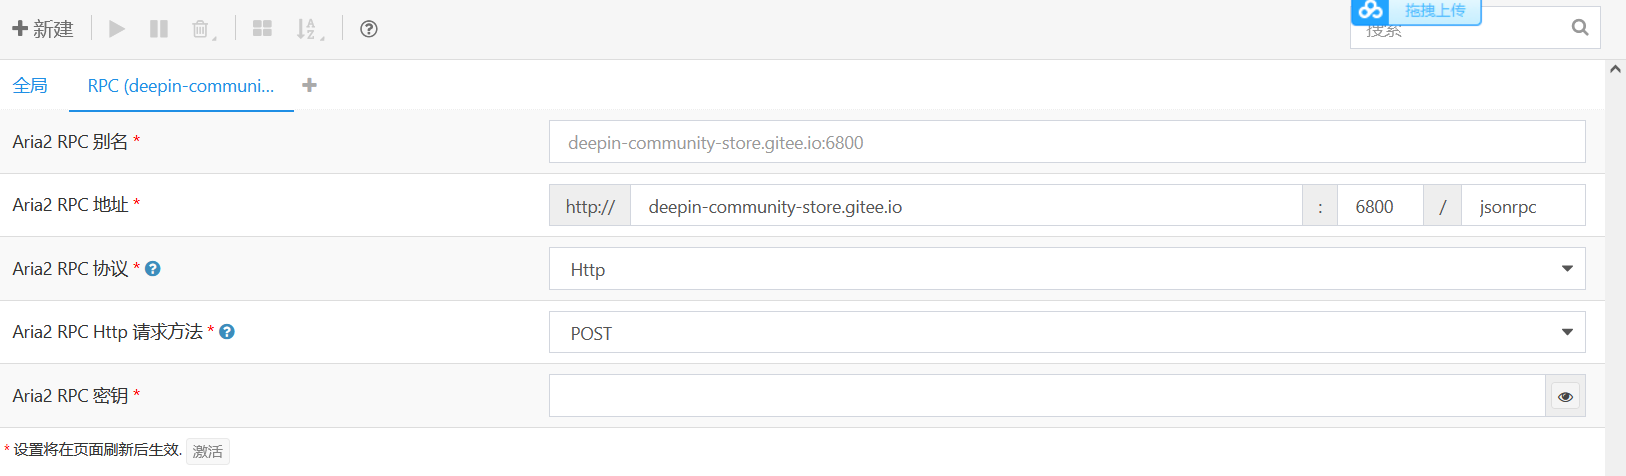 新建
拖拽上传
搜索
全局 RPC (deepin-communi...
Aria2 RPC 别名 * deepin-community-store.gitee.io:6800
Aria2 RPC 地址 * http:// deepin-community-store.gitee.io : 6800 / jsonrpc
Aria2 RPC 协议 * Http
Aria2 RPC Http 请求方法 * POST
Aria2 RPC 密钥 *
* 设置将在页面刷新后生效. 激活